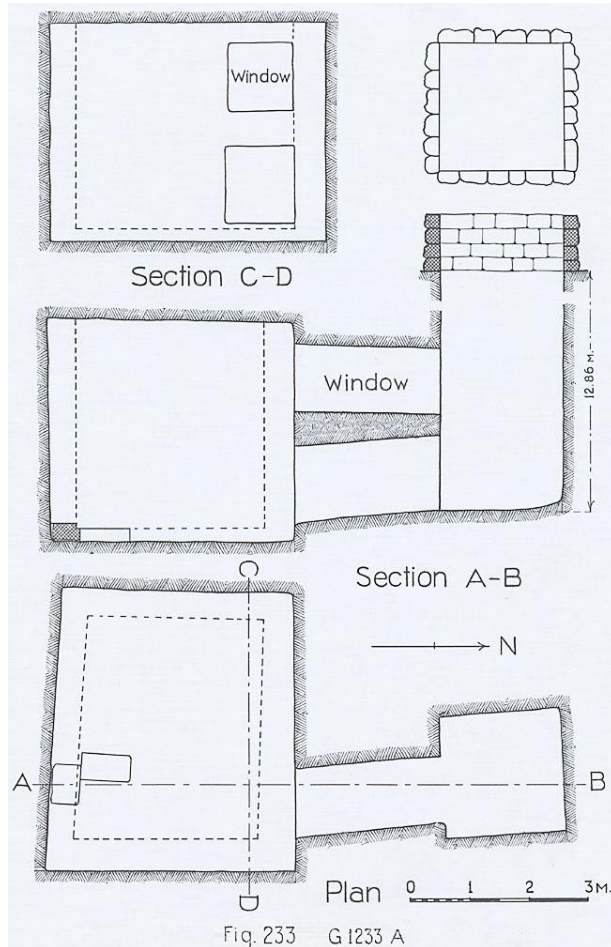 Window
Section C-D
Window
12.86 M.
Section A-B
C
N
A
B
D
Plan
0 1 2 3 M.
Fig. 233 G 1233 A